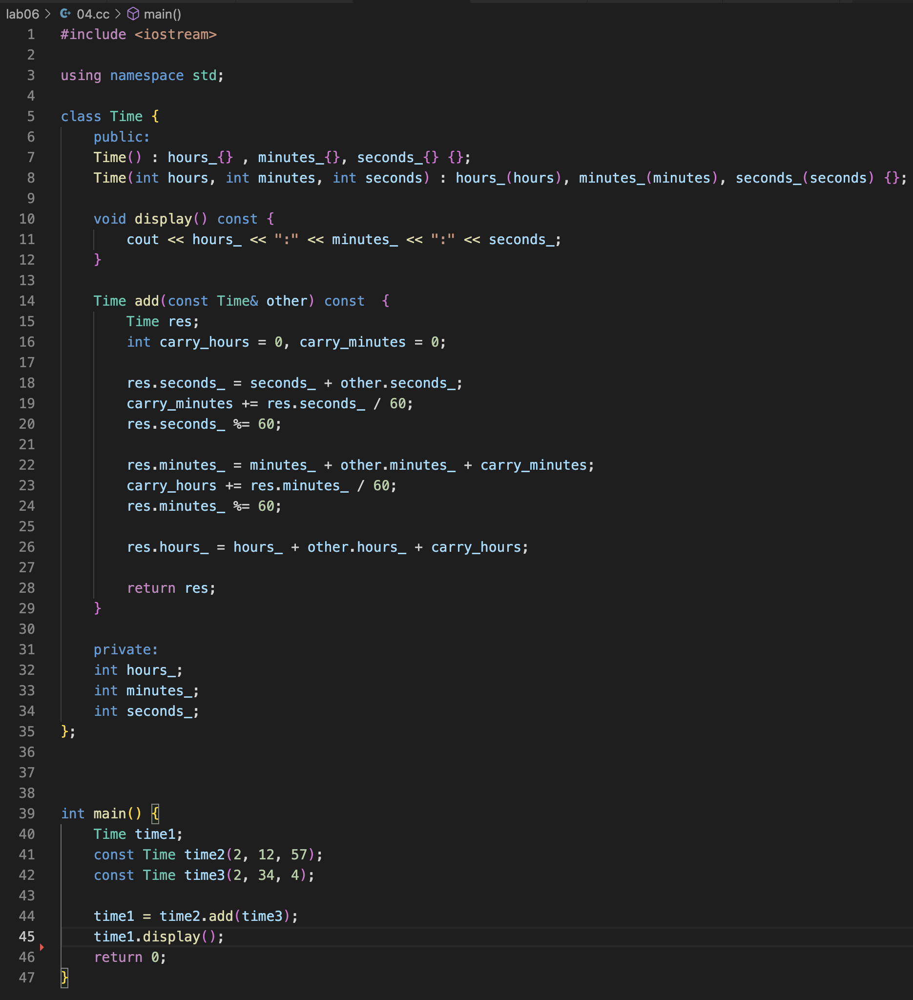 lab06 > 04.cc > main()
1 #include <iostream>
2
3 using namespace std;
4
5 class Time {
6     public:
7     Time() : hours_{} , minutes_{}, seconds_{} {};
8     Time(int hours, int minutes, int seconds) : hours_(hours), minutes_(minutes), seconds_(seconds) {};
9
10     void display() const {
11         cout << hours_ << ":" << minutes_ << ":" << seconds_;
12     }
13
14     Time add(const Time& other) const  {
15         Time res;
16         int carry_hours = 0, carry_minutes = 0;
17
18         res.seconds_ = seconds_ + other.seconds_;
19         carry_minutes += res.seconds_ / 60;
20         res.seconds_ %= 60;
21
22         res.minutes_ = minutes_ + other.minutes_ + carry_minutes;
23         carry_hours += res.minutes_ / 60;
24         res.minutes_ %= 60;
25
26         res.hours_ = hours_ + other.hours_ + carry_hours;
27
28         return res;
29     }
30
31     private:
32     int hours_;
33     int minutes_;
34     int seconds_;
35 };
36
37
38
39 int main() {
40     Time time1;
41     const Time time2(2, 12, 57);
42     const Time time3(2, 34, 4);
43
44     time1 = time2.add(time3);
45     time1.display();
46     return 0;
47 }